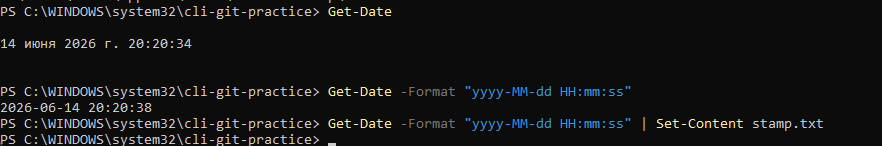 PS C:\WINDOWS\system32\cli-git-practice> Get-Date
14 июня 2026 г. 20:20:34
PS C:\WINDOWS\system32\cli-git-practice> Get-Date -Format "yyyy-MM-dd HH:mm:ss"
2026-06-14 20:20:38
PS C:\WINDOWS\system32\cli-git-practice> Get-Date -Format "yyyy-MM-dd HH:mm:ss" | Set-Content stamp.txt
PS C:\WINDOWS\system32\cli-git-practice>